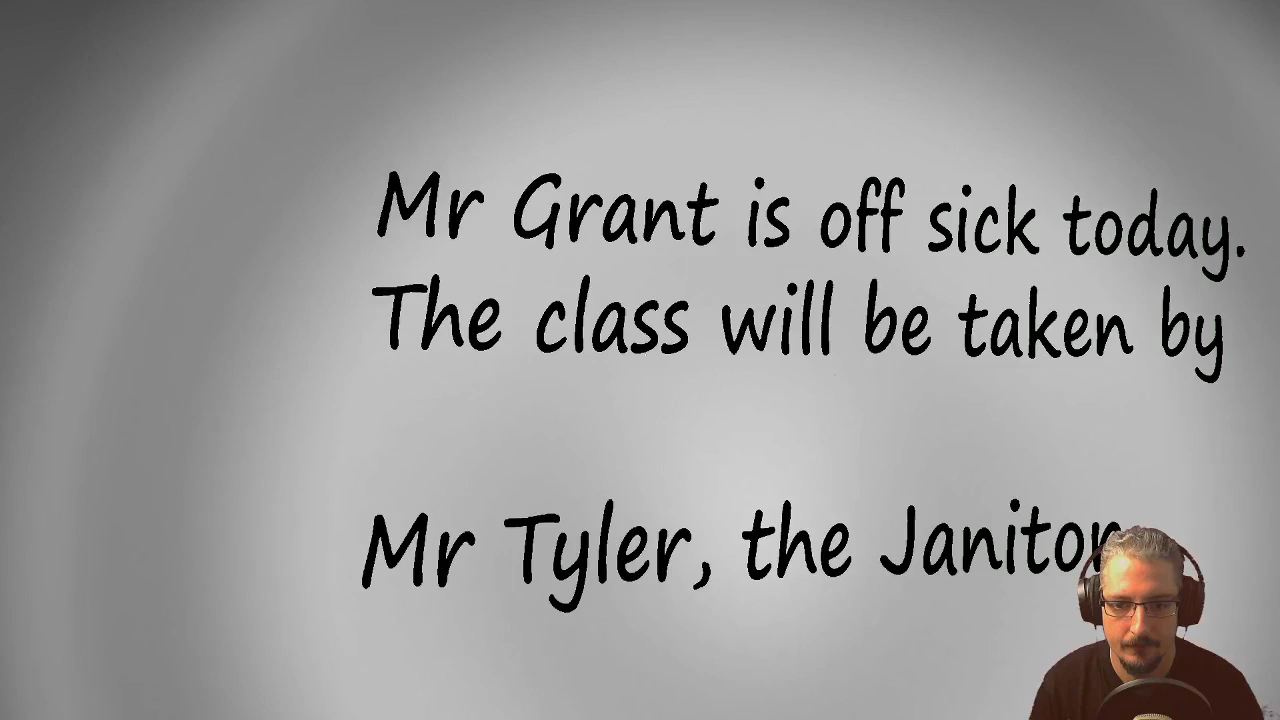 Mr Grant is off sick today.
The class will be taken by
Mr Tyler, the Janitor